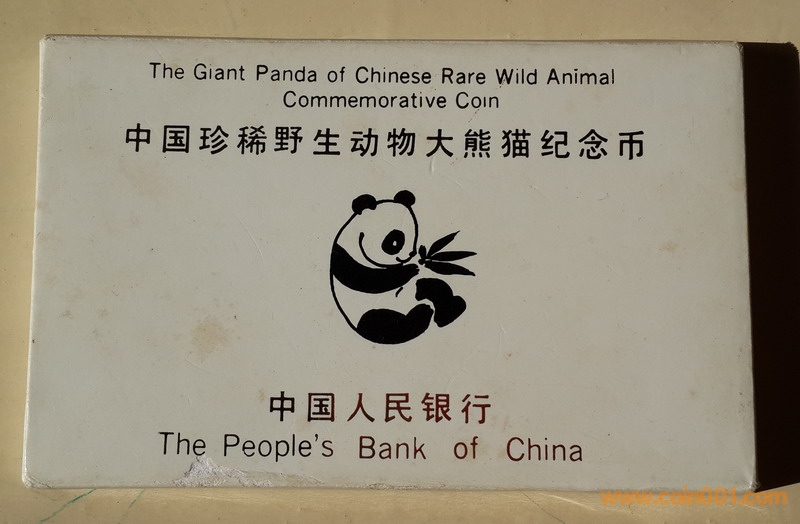 The Giant Panda of Chinese Rare Wild Animal
Commemorative Coin
中国珍稀野生动物大熊猫纪念币
中国人民银行
The People's Bank of China
www.coin001.com